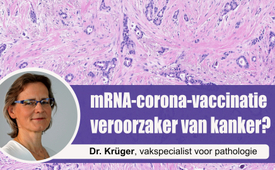 mRNA-corona-vaccinatie
veroorzaker van kanker?
Dr. Krüger, vakspecialist voor pathologie